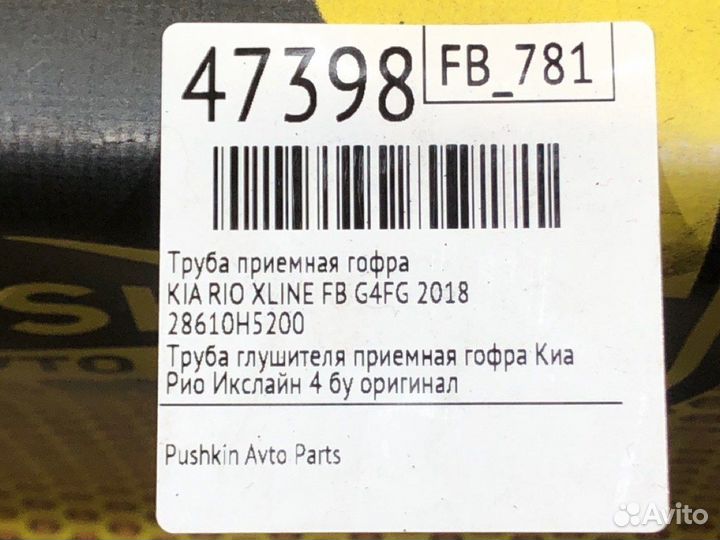 47398
FB_781
Труба приемная гофра
KIA RIO XLINE FB G4FG 2018
28610H5200
Труба глушителя приемная гофра Киа
Рио Икслайн 4 бу оригинал
Pushkin Avto Parts
Avito